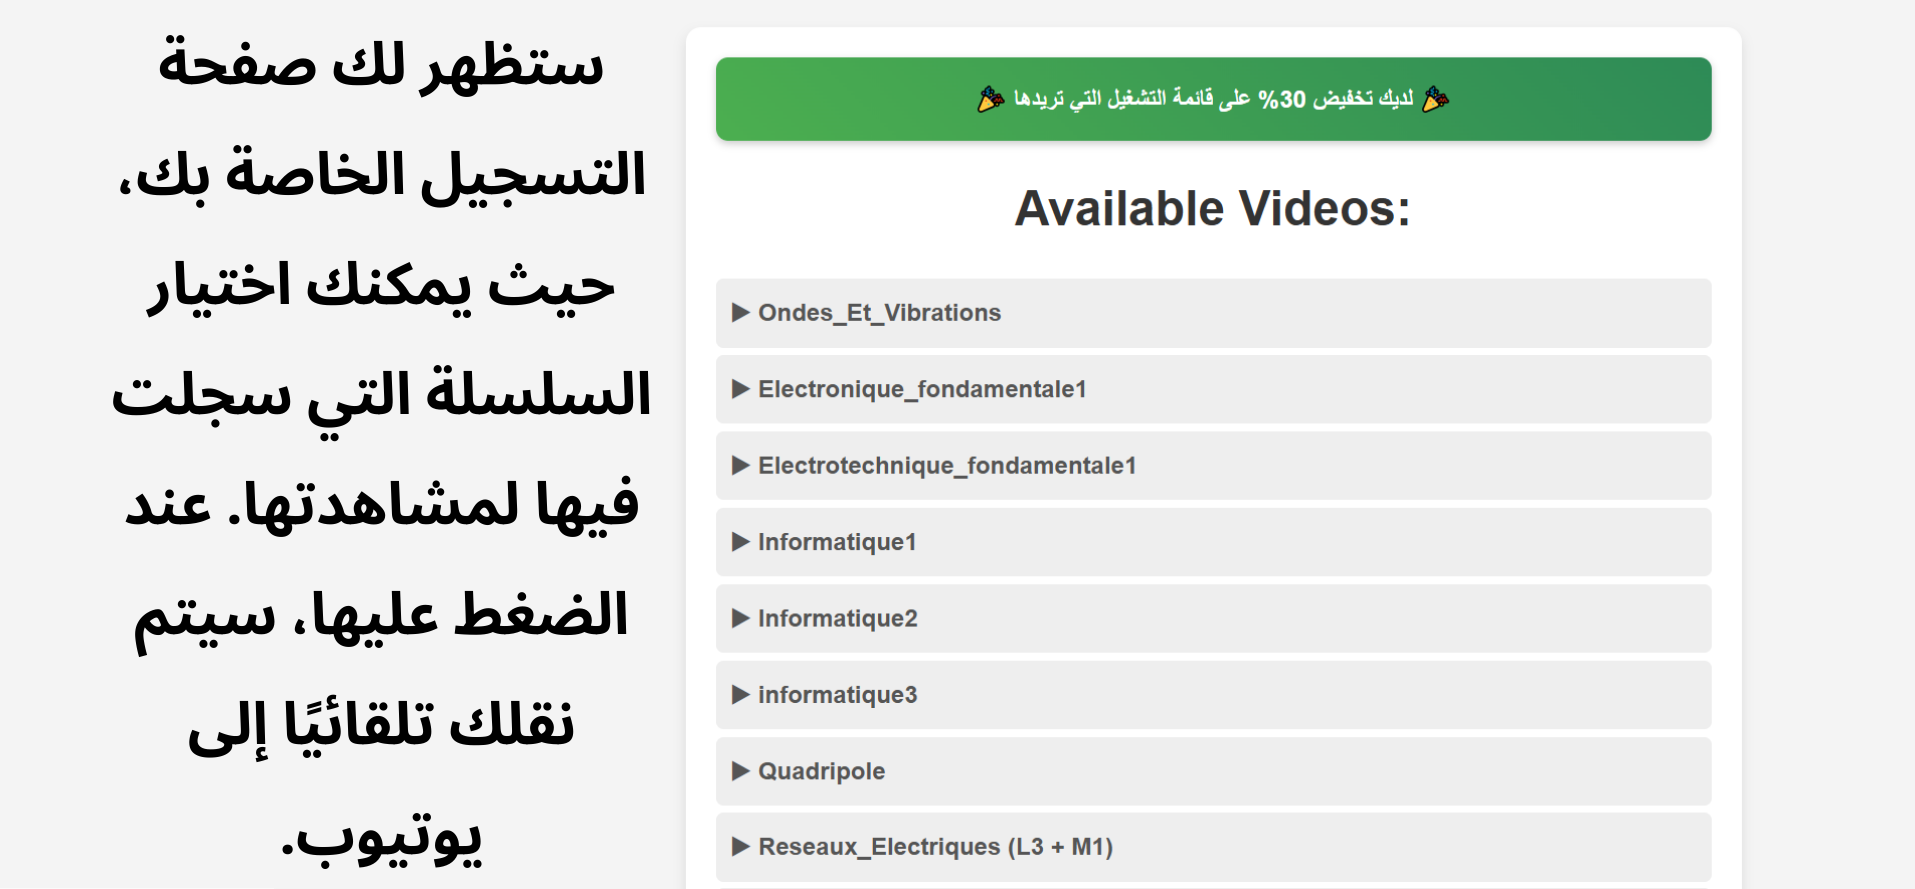 ستظهر لك صفحة
التسجيل الخاصة بك،
حيث يمكنك اختيار
السلسلة التي سجلت
فيها لمشاهدتها. عند
الضغط عليها، سيتم
نقلك تلقائيًا إلى
يوتيوب.
🎉 لديك تخفيض 30% على قائمة التشغيل التي تريدها 🎉
Available Videos:
▶ Ondes_Et_Vibrations
▶ Electronique_fondamentale1
▶ Electrotechnique_fondamentale1
▶ Informatique1
▶ Informatique2
▶ informatique3
▶ Quadripole
▶ Reseaux_Electriques (L3 + M1)